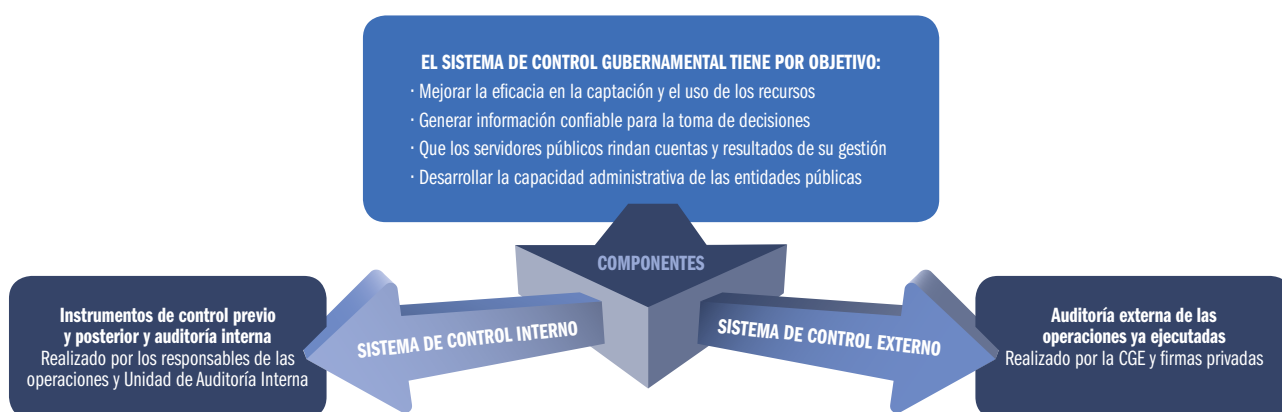 EL SISTEMA DE CONTROL GUBERNAMENTAL TIENE POR OBJETIVO:
· Mejorar la eficacia en la captación y el uso de los recursos
· Generar información confiable para la toma de decisiones
· Que los servidores públicos rindan cuentas y resultados de su gestión
· Desarrollar la capacidad administrativa de las entidades públicas
COMPONENTES
Instrumentos de control previo
y posterior y auditoría interna
Realizado por los responsables de las
operaciones y Unidad de Auditoría Interna
SISTEMA DE CONTROL INTERNO
SISTEMA DE CONTROL EXTERNO
Auditoría externa de las
operaciones ya ejecutadas
Realizado por la CGE y firmas privadas